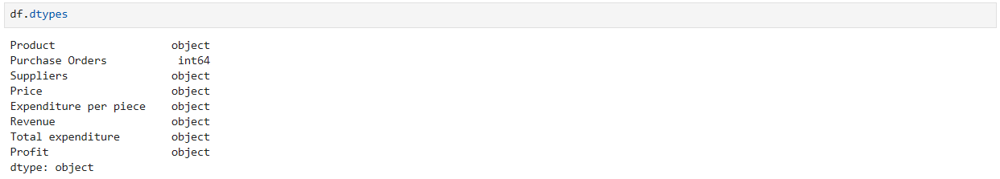 df.dtypes
Product object
Purchase Orders int64
Suppliers object
Price object
Expenditure per piece object
Revenue object
Total expenditure object
Profit object
dtype: object